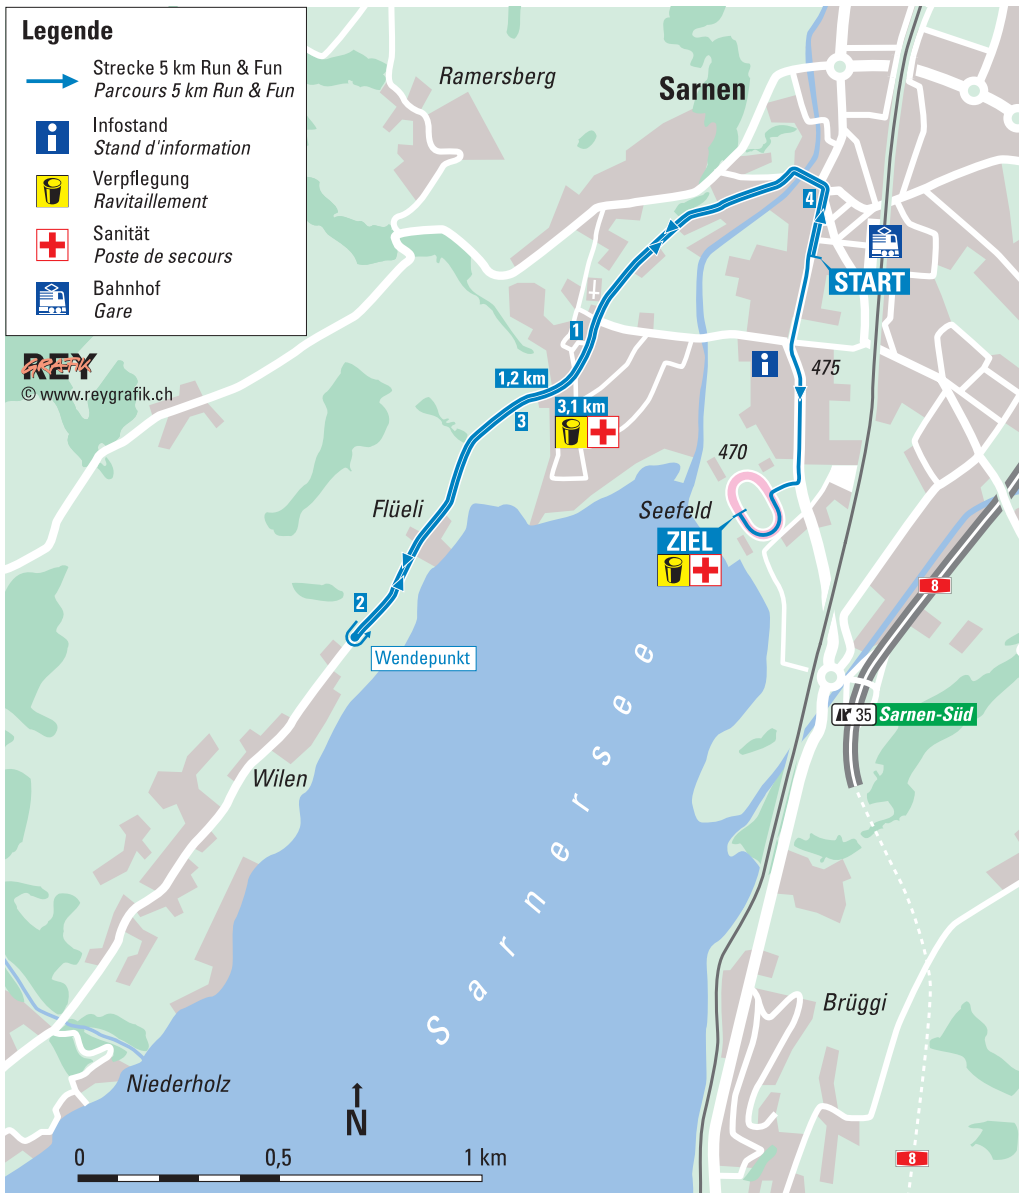 Legende
Strecke 5 km Run & Fun
Parcours 5 km Run & Fun
Infostand
Stand d'information
Verpflegung
Ravitaillement
Sanität
Poste de secours
Bahnhof
Gare
REY
GRAFIK
© www.reygrafik.ch
Ramersberg
Sarnen
4
START
1
475
1,2 km
3,1 km
3
470
Flüeli
Seefeld
ZIEL
8
2
Wendepunkt
35 Sarnen-Süd
Wilen
Sarnersee
Brüggi
Niederholz
N
0 0,5 1 km
8